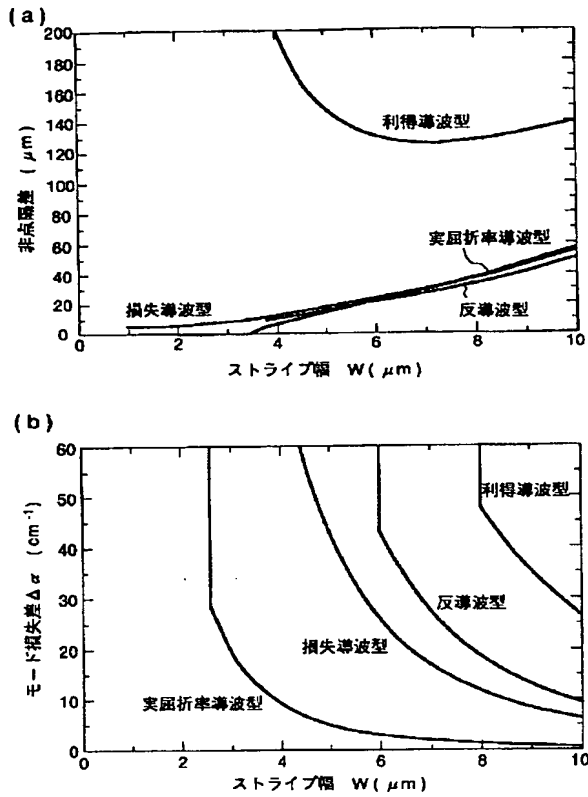 (a)
200
180
160
140
120
100
80
60
40
20
0
非点隔差 (μm)
利得導波型
実屈折率導波型
損失導波型
反導波型
0 2 4 6 8 10
ストライプ幅 W(μm)
(b)
60
50
40
30
20
10
0
モード損失差Δα (cm⁻¹)
利得導波型
反導波型
損失導波型
実屈折率導波型
0 2 4 6 8 10
ストライプ幅 W(μm)